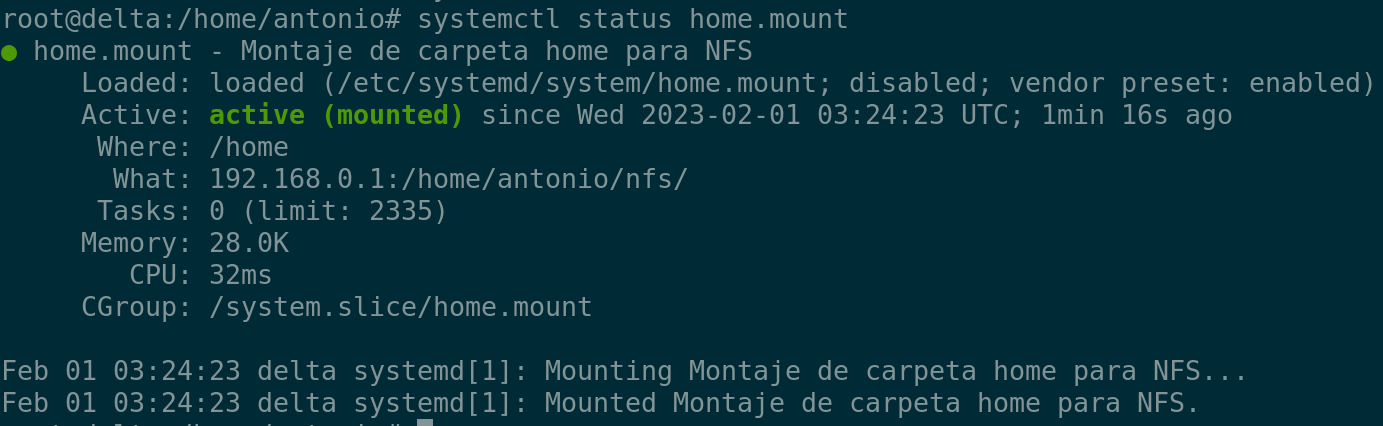 root@delta:/home/antonio# systemctl status home.mount
● home.mount - Montaje de carpeta home para NFS
     Loaded: loaded (/etc/systemd/system/home.mount; disabled; vendor preset: enabled)
     Active: active (mounted) since Wed 2023-02-01 03:24:23 UTC; 1min 16s ago
      Where: /home
       What: 192.168.0.1:/home/antonio/nfs/
      Tasks: 0 (limit: 2335)
     Memory: 28.0K
        CPU: 32ms
     CGroup: /system.slice/home.mount

Feb 01 03:24:23 delta systemd[1]: Mounting Montaje de carpeta home para NFS...
Feb 01 03:24:23 delta systemd[1]: Mounted Montaje de carpeta home para NFS.